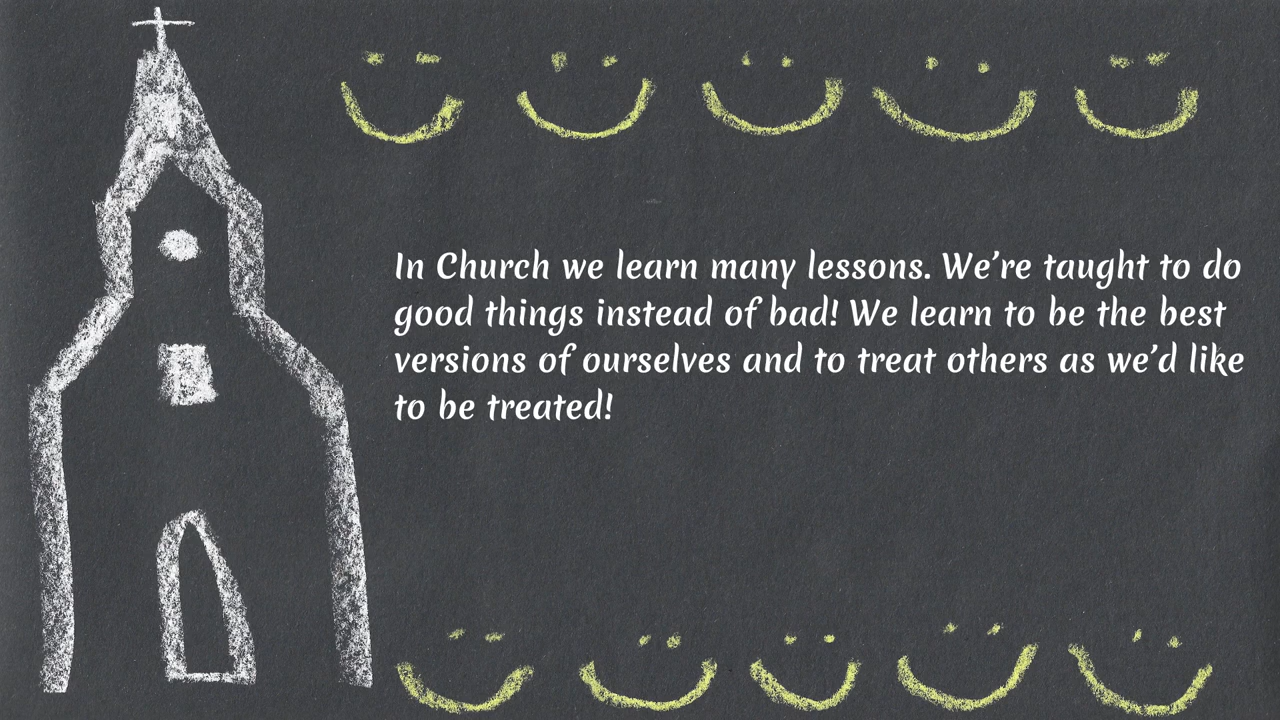 In Church we learn many lessons. We’re taught to do
good things instead of bad! We learn to be the best
versions of ourselves and to treat others as we’d like
to be treated!